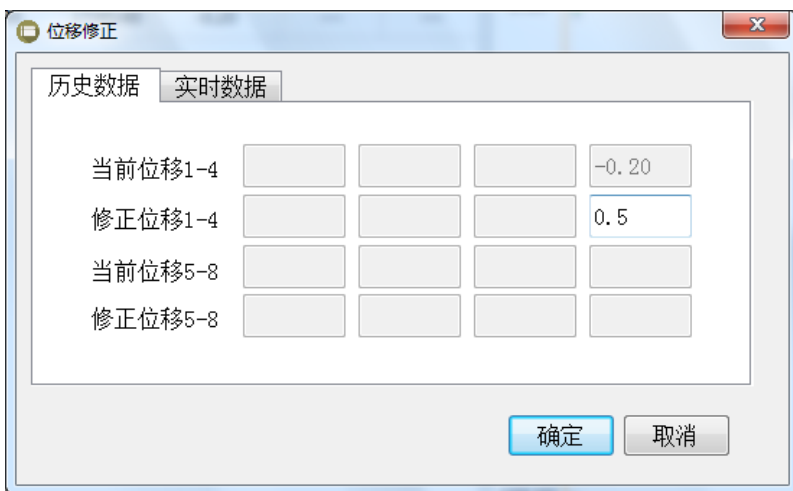 位移修正
历史数据 实时数据
当前位移1-4 -0.20
修正位移1-4 0.5
当前位移5-8
修正位移5-8
确定 取消